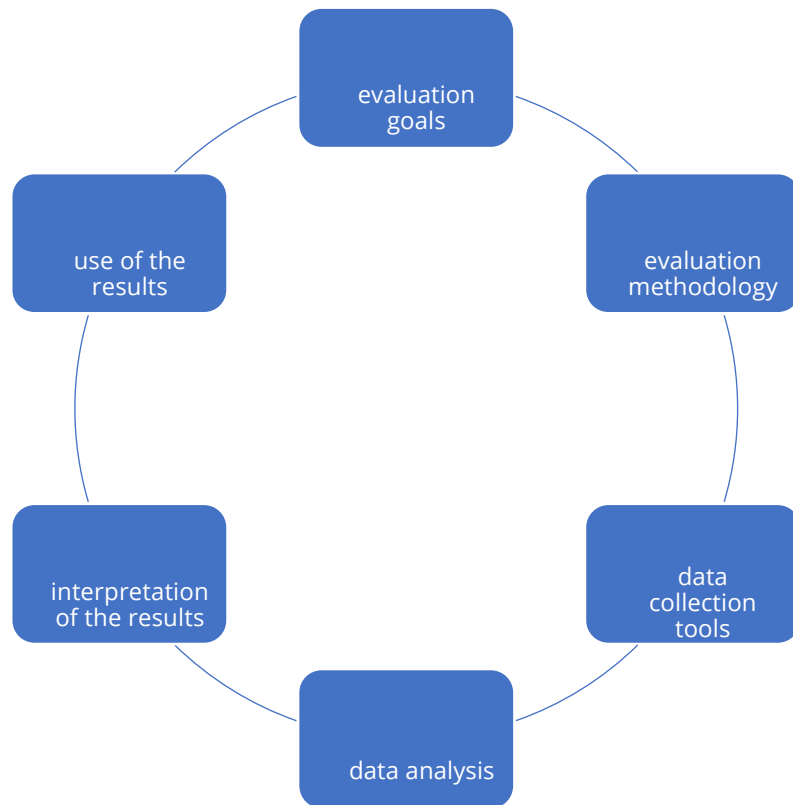 evaluation
goals
evaluation
methodology
data
collection
tools
data analysis
interpretation
of the results
use of the
results